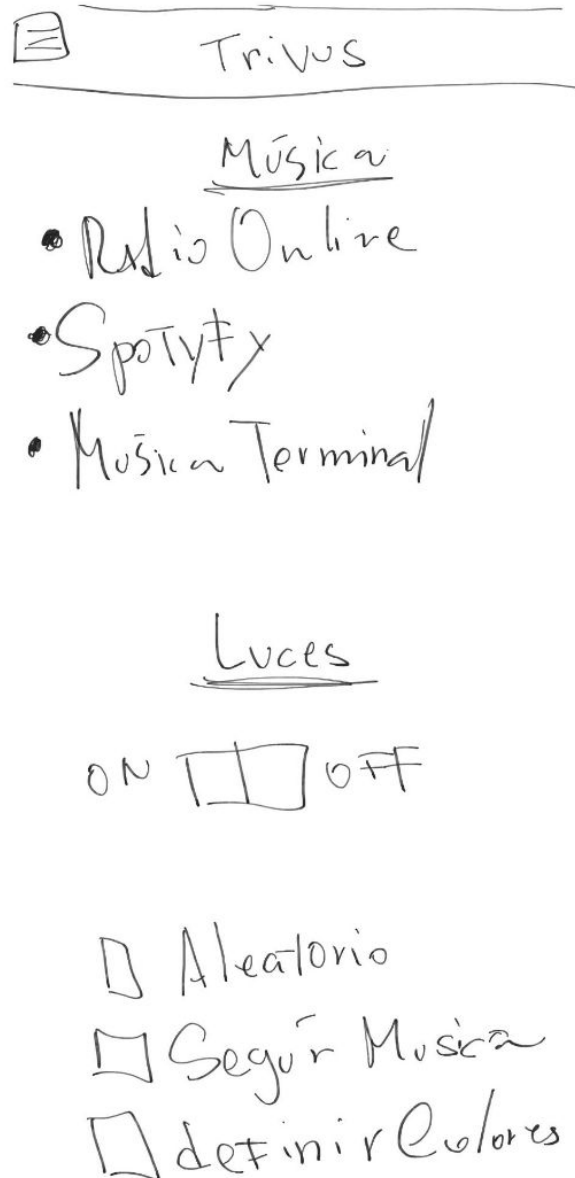 Trivus
Música
• Radio Online
• Spotyfy
• Música Terminal
Luces
ON OFF
Aleatorio
Seguir Musica
definir Colores